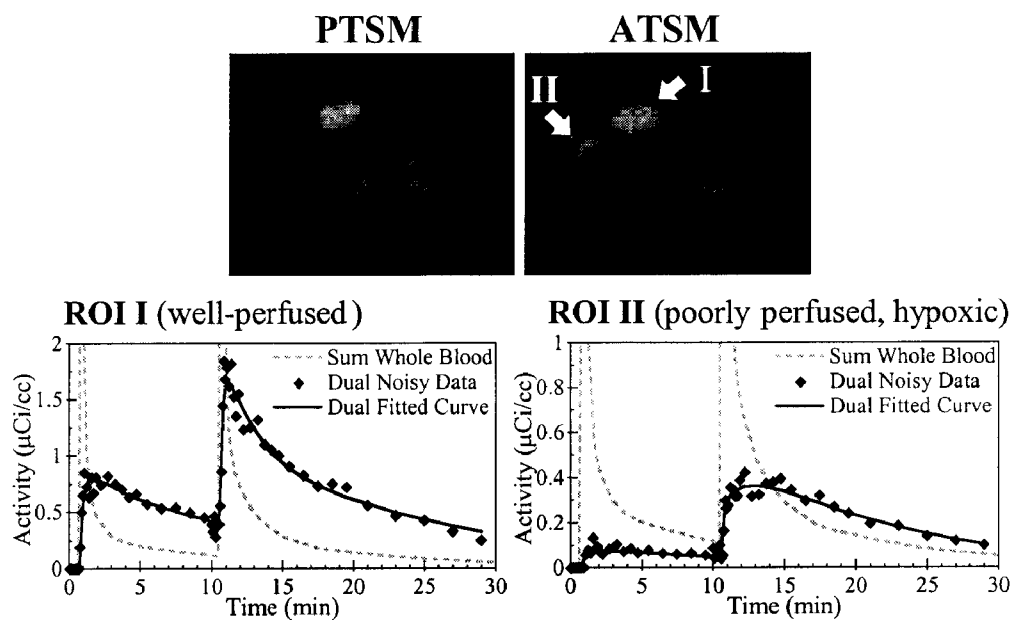 PTSM
ATSM
I
II
ROI I (well-perfused)
2
1.5
1
0.5
0
Activity (μCi/cc)
Sum Whole Blood
Dual Noisy Data
Dual Fitted Curve
0 5 10 15 20 25 30
Time (min)
ROI II (poorly perfused, hypoxic)
1
0.8
0.6
0.4
0.2
0
Activity (μCi/cc)
Sum Whole Blood
Dual Noisy Data
Dual Fitted Curve
0 5 10 15 20 25 30
Time (min)